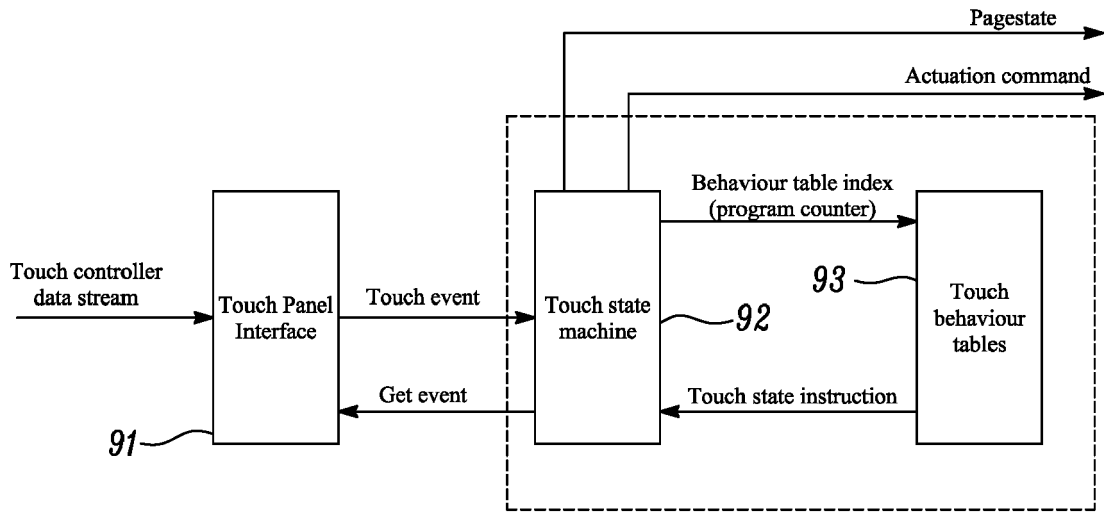 Pagestate
Actuation command
Behaviour table index
(program counter)
Touch controller
data stream
Touch Panel
Interface
Touch event
Touch state
machine
92
93
Touch
behaviour
tables
Get event
Touch state instruction
91